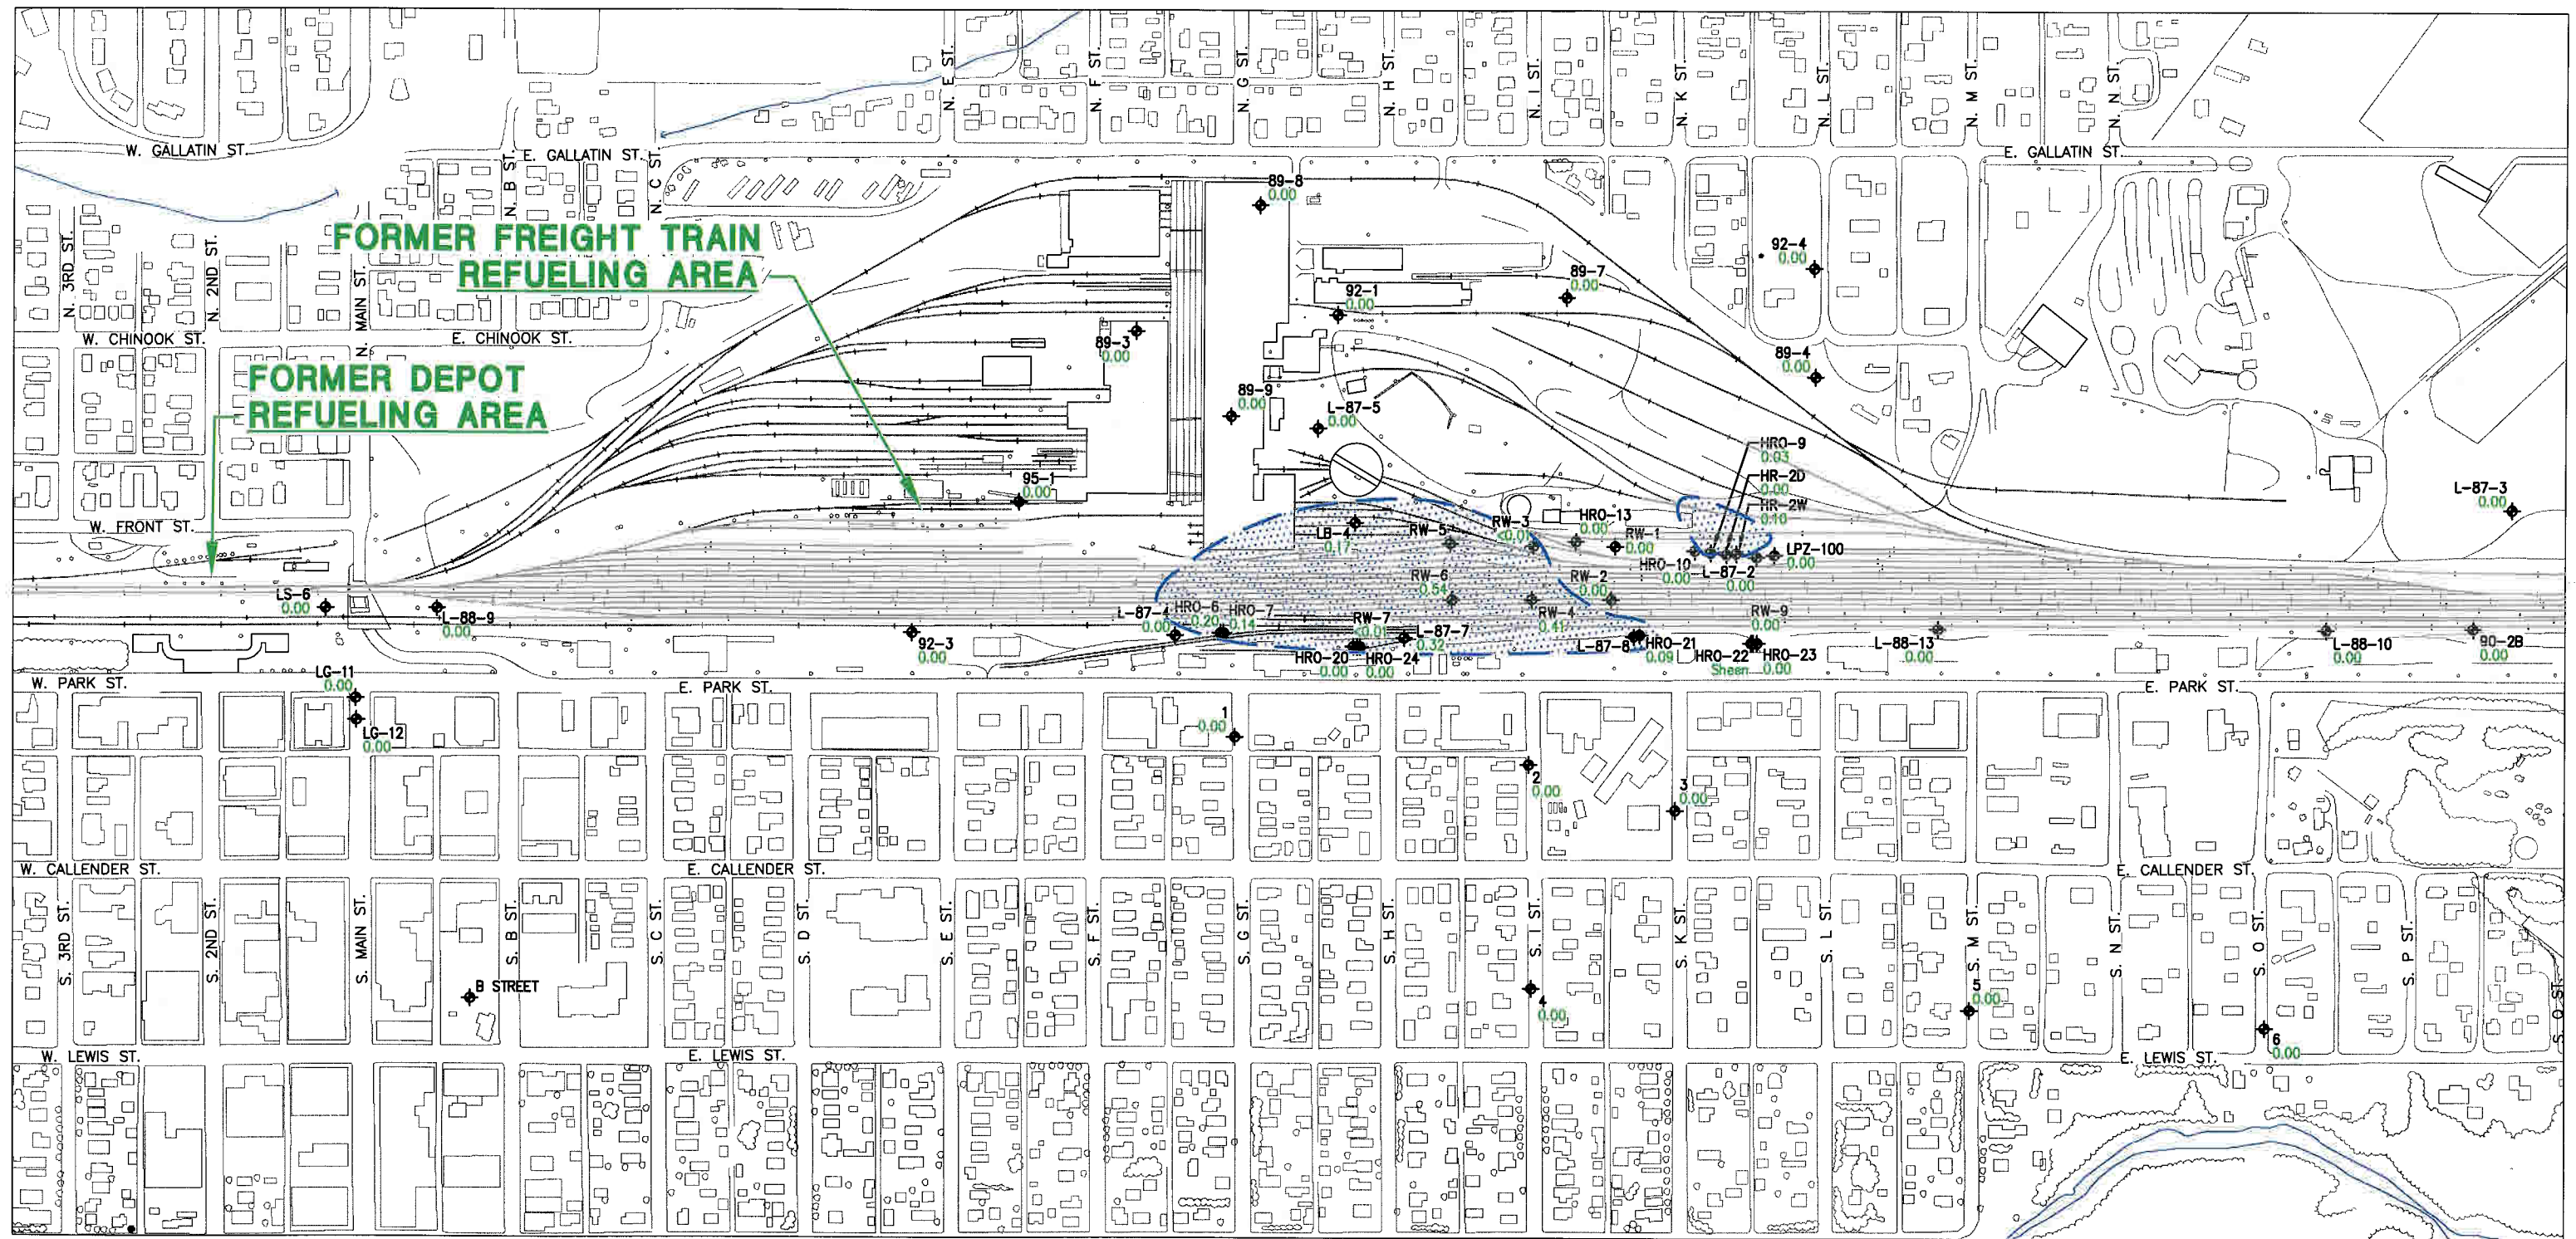 N. E ST.
N. F ST.
N. G ST.
N. H ST.
N. I ST.
N. K ST.
N. L ST.
N. M ST.
N. N ST.
W. GALLATIN ST.
E. GALLATIN ST.
E. GALLATIN ST.
N. 3RD ST.
N. 2ND ST.
N. MAIN ST.
N. B ST.
N. C ST.
89-8
0.00
FORMER FREIGHT TRAIN
REFUELING AREA
92-4
0.00
89-7
0.00
92-1
0.00
W. CHINOOK ST.
E. CHINOOK ST.
89-3
0.00
89-4
0.00
FORMER DEPOT
REFUELING AREA
89-9
0.00
L-87-5
0.00
HRO-9
0.03
HR-2D
0.00
HR-2W
0.10
95-1
0.00
L-87-3
0.00
W. FRONT ST.
LB-4
0.17
RW-5
RW-3
<0.01
HRO-13
0.00
RW-1
0.00
HRO-10
0.00
L-87-2
0.00
LPZ-100
0.00
RW-6
0.54
RW-2
0.00
LS-6
0.00
L-88-9
0.00
92-3
0.00
L-87-4
0.00
HRO-6
0.20
HRO-7
0.14
RW-7
<0.01
L-87-7
0.32
RW-4
0.41
HRO-20
0.00
HRO-24
0.00
L-87-8
HRO-21
0.09
RW-9
0.00
HRO-22
Sheen
HRO-23
0.00
L-88-13
0.00
L-88-10
0.00
90-2B
0.00
W. PARK ST.
E. PARK ST.
E. PARK ST.
LG-11
0.00
LG-12
0.00
1
0.00
2
0.00
3
0.00
W. CALLENDER ST.
E. CALLENDER ST.
E. CALLENDER ST.
S. 3RD ST.
S. 2ND ST.
S. MAIN ST.
S. B ST.
S. C ST.
S. D ST.
S. E ST.
S. F ST.
S. G ST.
S. H ST.
S. I ST.
S. K ST.
S. L ST.
S. M ST.
S. N ST.
S. O ST.
S. P ST.
S. O ST.
B STREET
4
0.00
5
0.00
6
0.00
W. LEWIS ST.
E. LEWIS ST.
E. LEWIS ST.